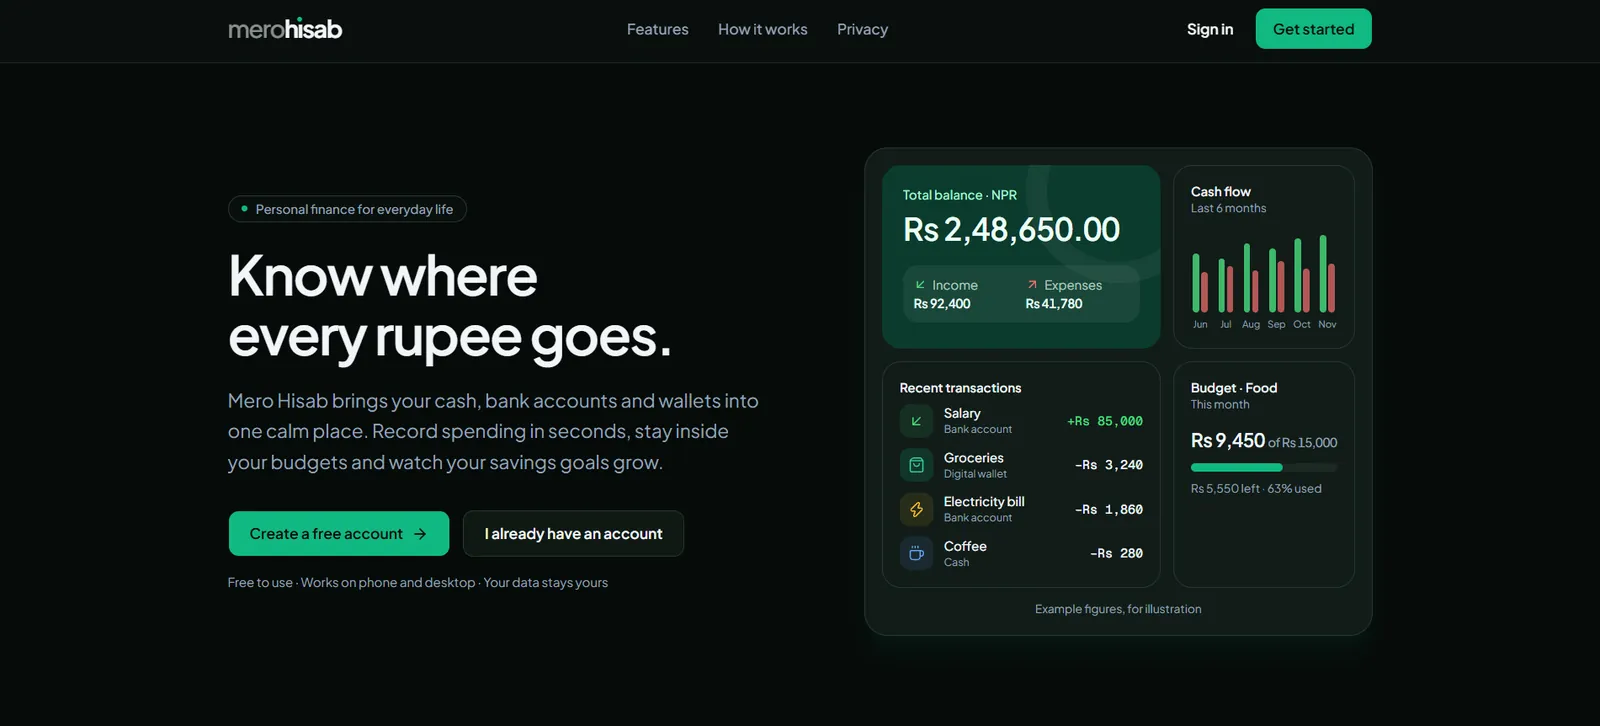 merohisab
Features
How it works
Privacy
Sign in
Get started
Personal finance for everyday life
Know where
every rupee goes.
Mero Hisab brings your cash, bank accounts and wallets into
one calm place. Record spending in seconds, stay inside
your budgets and watch your savings goals grow.
Create a free account →
I already have an account
Free to use · Works on phone and desktop · Your data stays yours
Total balance · NPR
Rs 2,48,650.00
Income
Rs 92,400
Expenses
Rs 41,780
Cash flow
Last 6 months
Jun Jul Aug Sep Oct Nov
Recent transactions
Salary
Bank account
+Rs 85,000
Groceries
Digital wallet
−Rs 3,240
Electricity bill
Bank account
−Rs 1,860
Coffee
Cash
−Rs 280
Budget · Food
This month
Rs 9,450 of Rs 15,000
Rs 5,550 left · 63% used
Example figures, for illustration